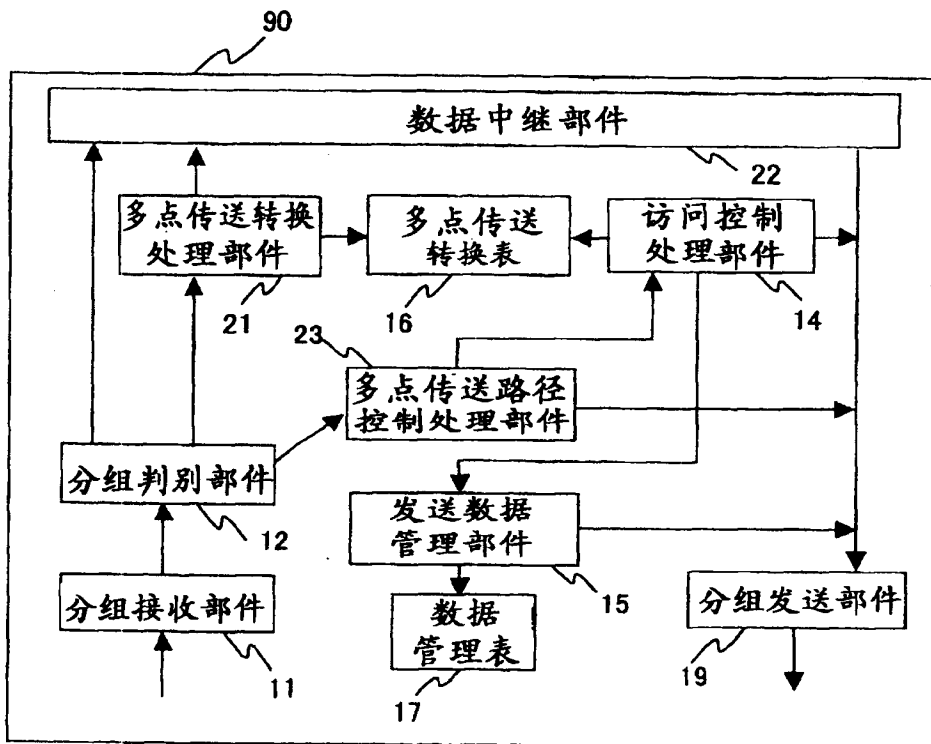 90
数据中继部件
22
多点传送转换
处理部件
21
多点传送
转换表
16
访问控制
处理部件
14
23
多点传送路径
控制处理部件
分组判别部件
12
发送数据
管理部件
15
分组接收部件
11
数据
管理表
17
分组发送部件
19